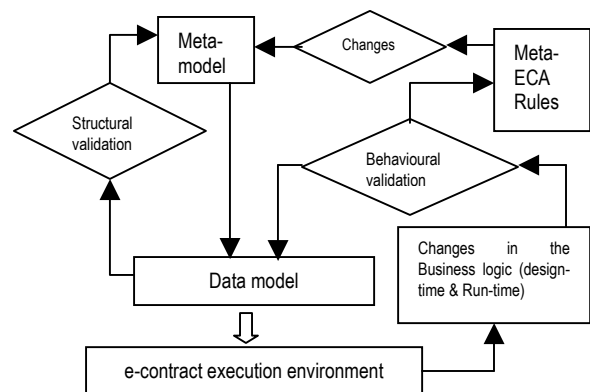 Meta-
model
Changes
Meta-
ECA
Rules
Structural
validation
Behavioural
validation
Changes in the
Business logic (design-
time & Run-time)
Data model
e-contract execution environment